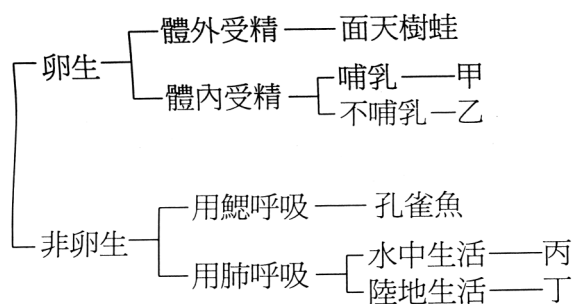 體外受精 面天樹蛙
卵生
哺乳 甲
體內受精
不哺乳 乙
用鰓呼吸 孔雀魚
非卵生
水中生活 丙
用肺呼吸
陸地生活 丁